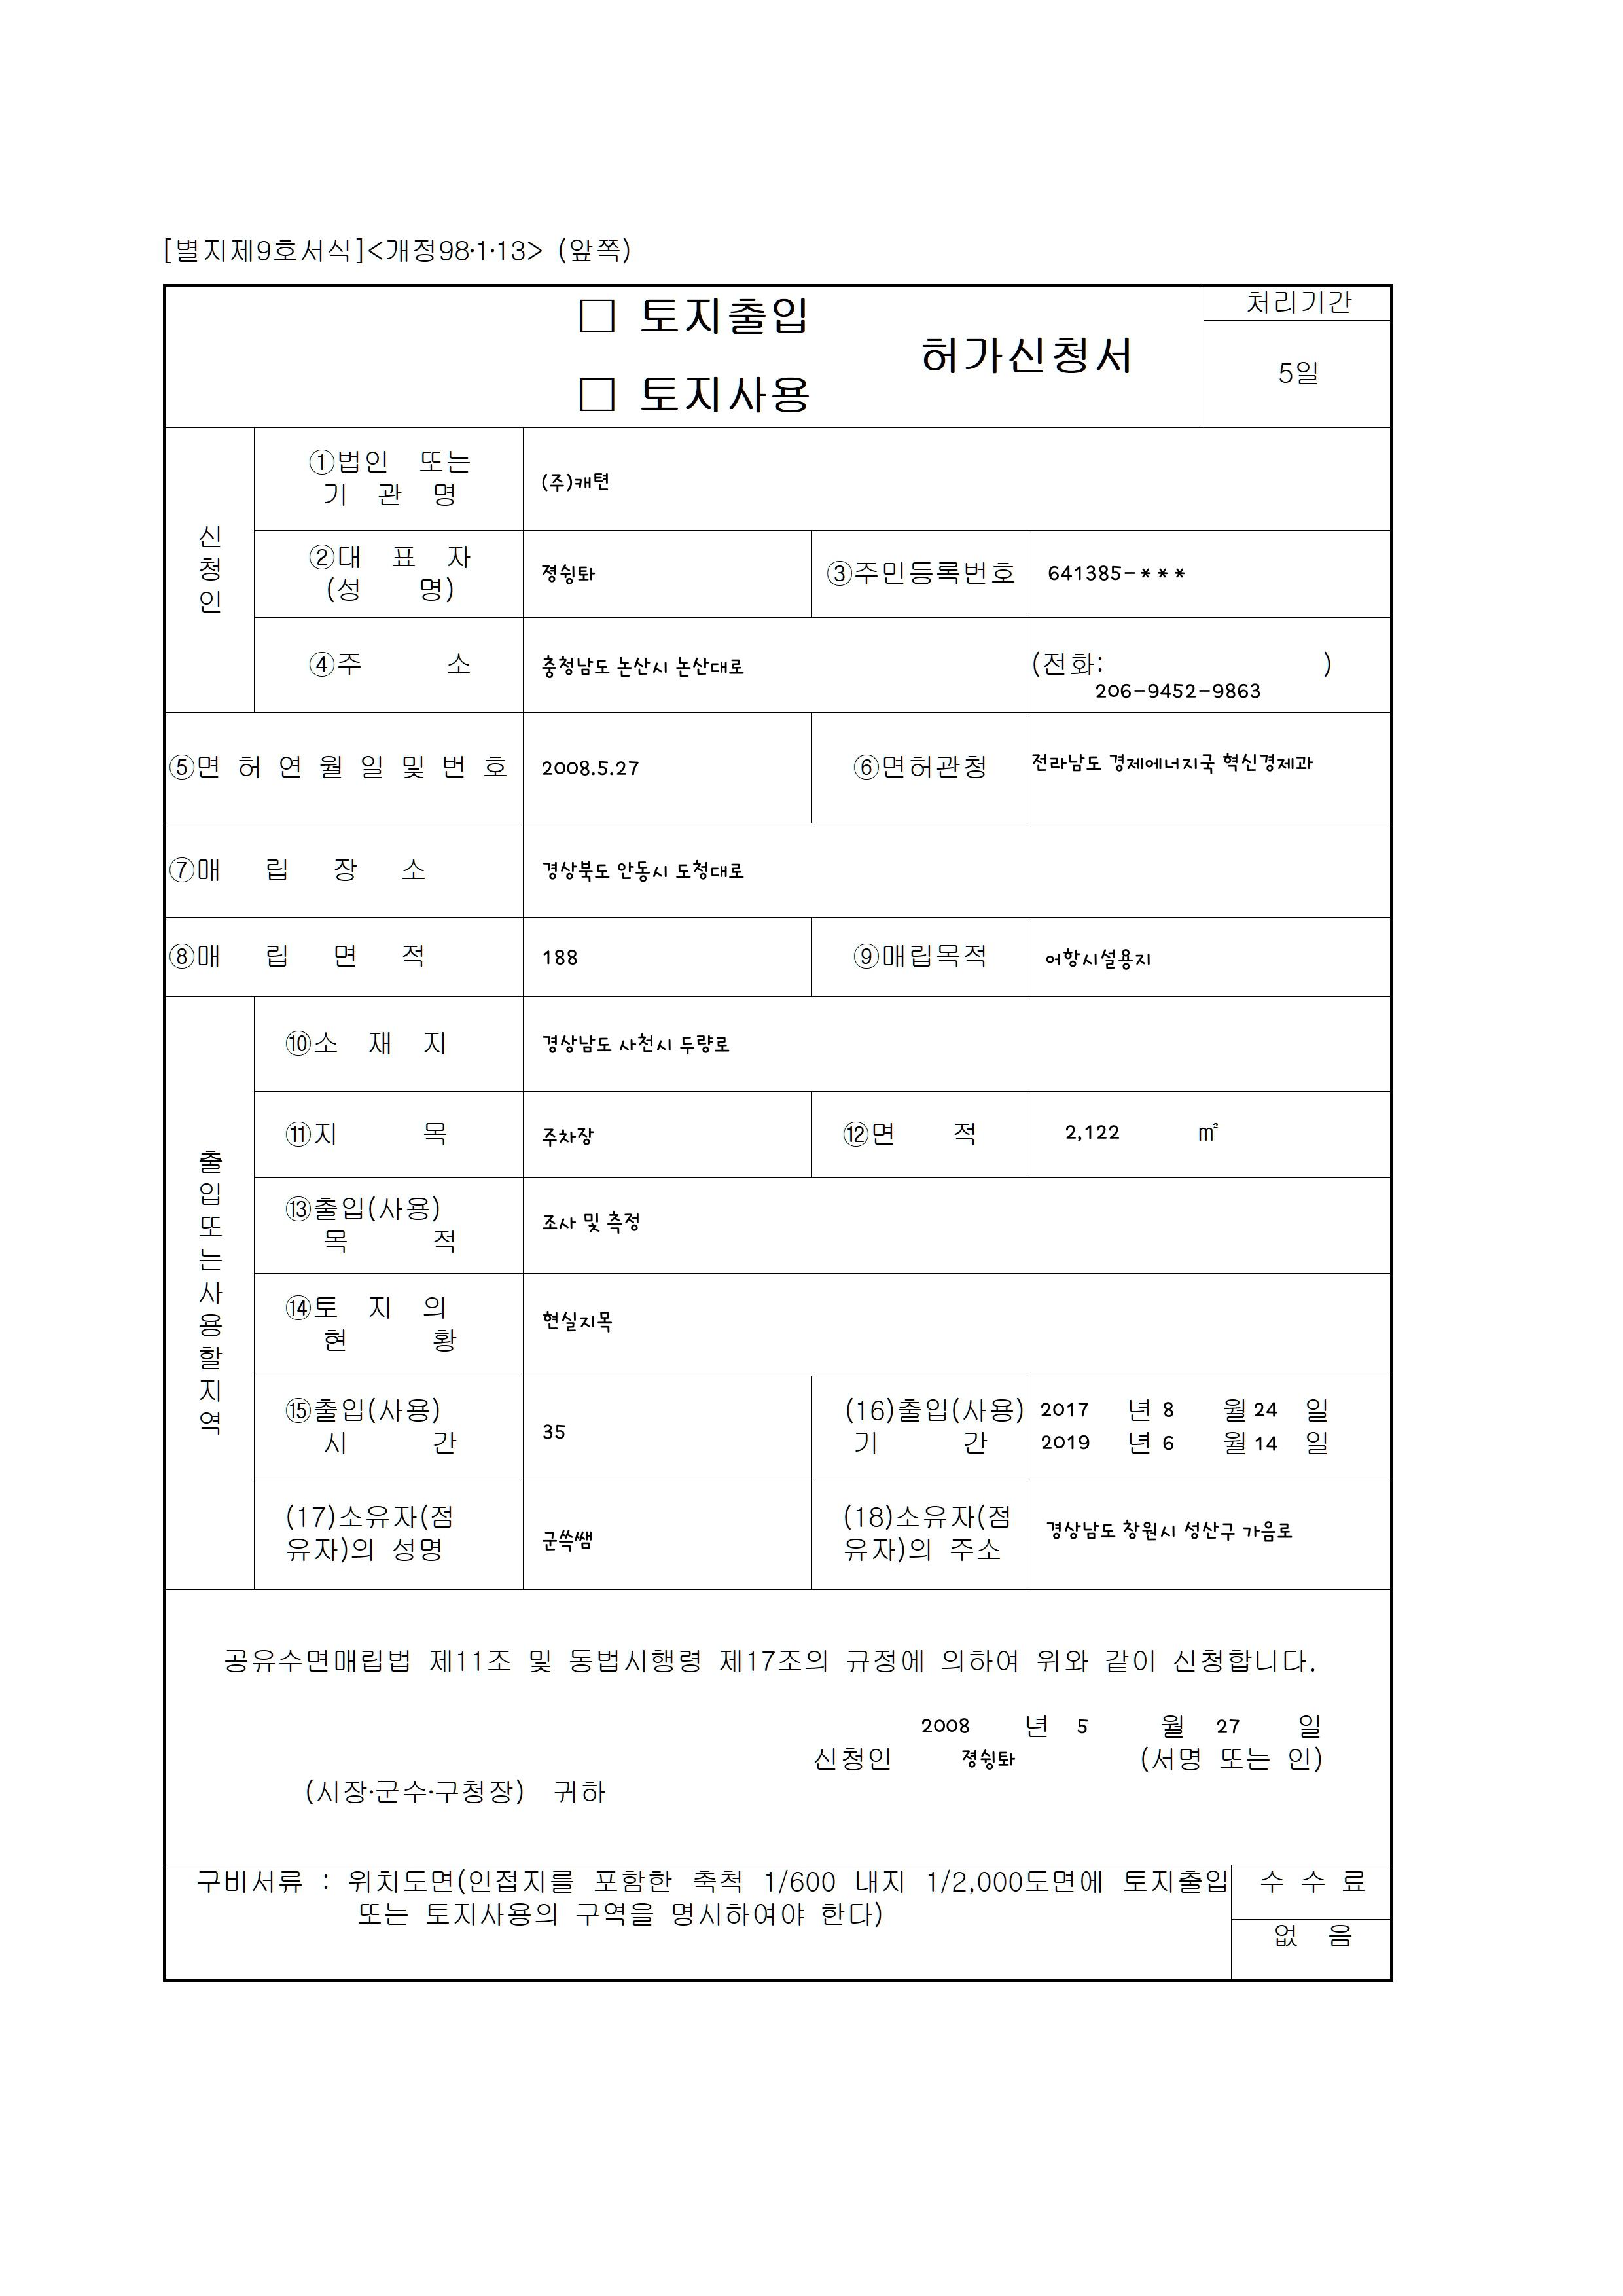 [별지제9호서식]<개정98·1·13> (앞쪽)
□ 토지출입
□ 토지사용
허가신청서
처리기간
5일
신청인
①법인 또는
기 관 명
(주)캐텬
②대 표 자
(성 명)
졍슁톼
③주민등록번호
641385-***
④주 소
충청남도 논산시 논산대로
(전화: )
206-9452-9863
⑤면 허 연 월 일 및 번 호
2008.5.27
⑥면허관청
전라남도 경제에너지국 혁신경제과
⑦매 립 장 소
경상북도 안동시 도청대로
⑧매 립 면 적
188
⑨매립목적
어항시설용지
출입또는사용할지역
⑩소 재 지
경상남도 사천시 두량로
⑪지 목
주차장
⑫면 적
2,122 ㎡
⑬출입(사용)
목 적
조사 및 측정
⑭토 지 의
현 황
현실지목
⑮출입(사용)
시 간
35
(16)출입(사용)
기 간
2017 년 8 월 24 일
2019 년 6 월 14 일
(17)소유자(점
유자)의 성명
군쓱쌤
(18)소유자(점
유자)의 주소
경상남도 창원시 성산구 가음로
공유수면매립법 제11조 및 동법시행령 제17조의 규정에 의하여 위와 같이 신청합니다.
2008 년 5 월 27 일
신청인 졍슁톼 (서명 또는 인)
(시장·군수·구청장) 귀하
구비서류 : 위치도면(인접지를 포함한 축척 1/600 내지 1/2,000도면에 토지출입
또는 토지사용의 구역을 명시하여야 한다)
수 수 료
없 음